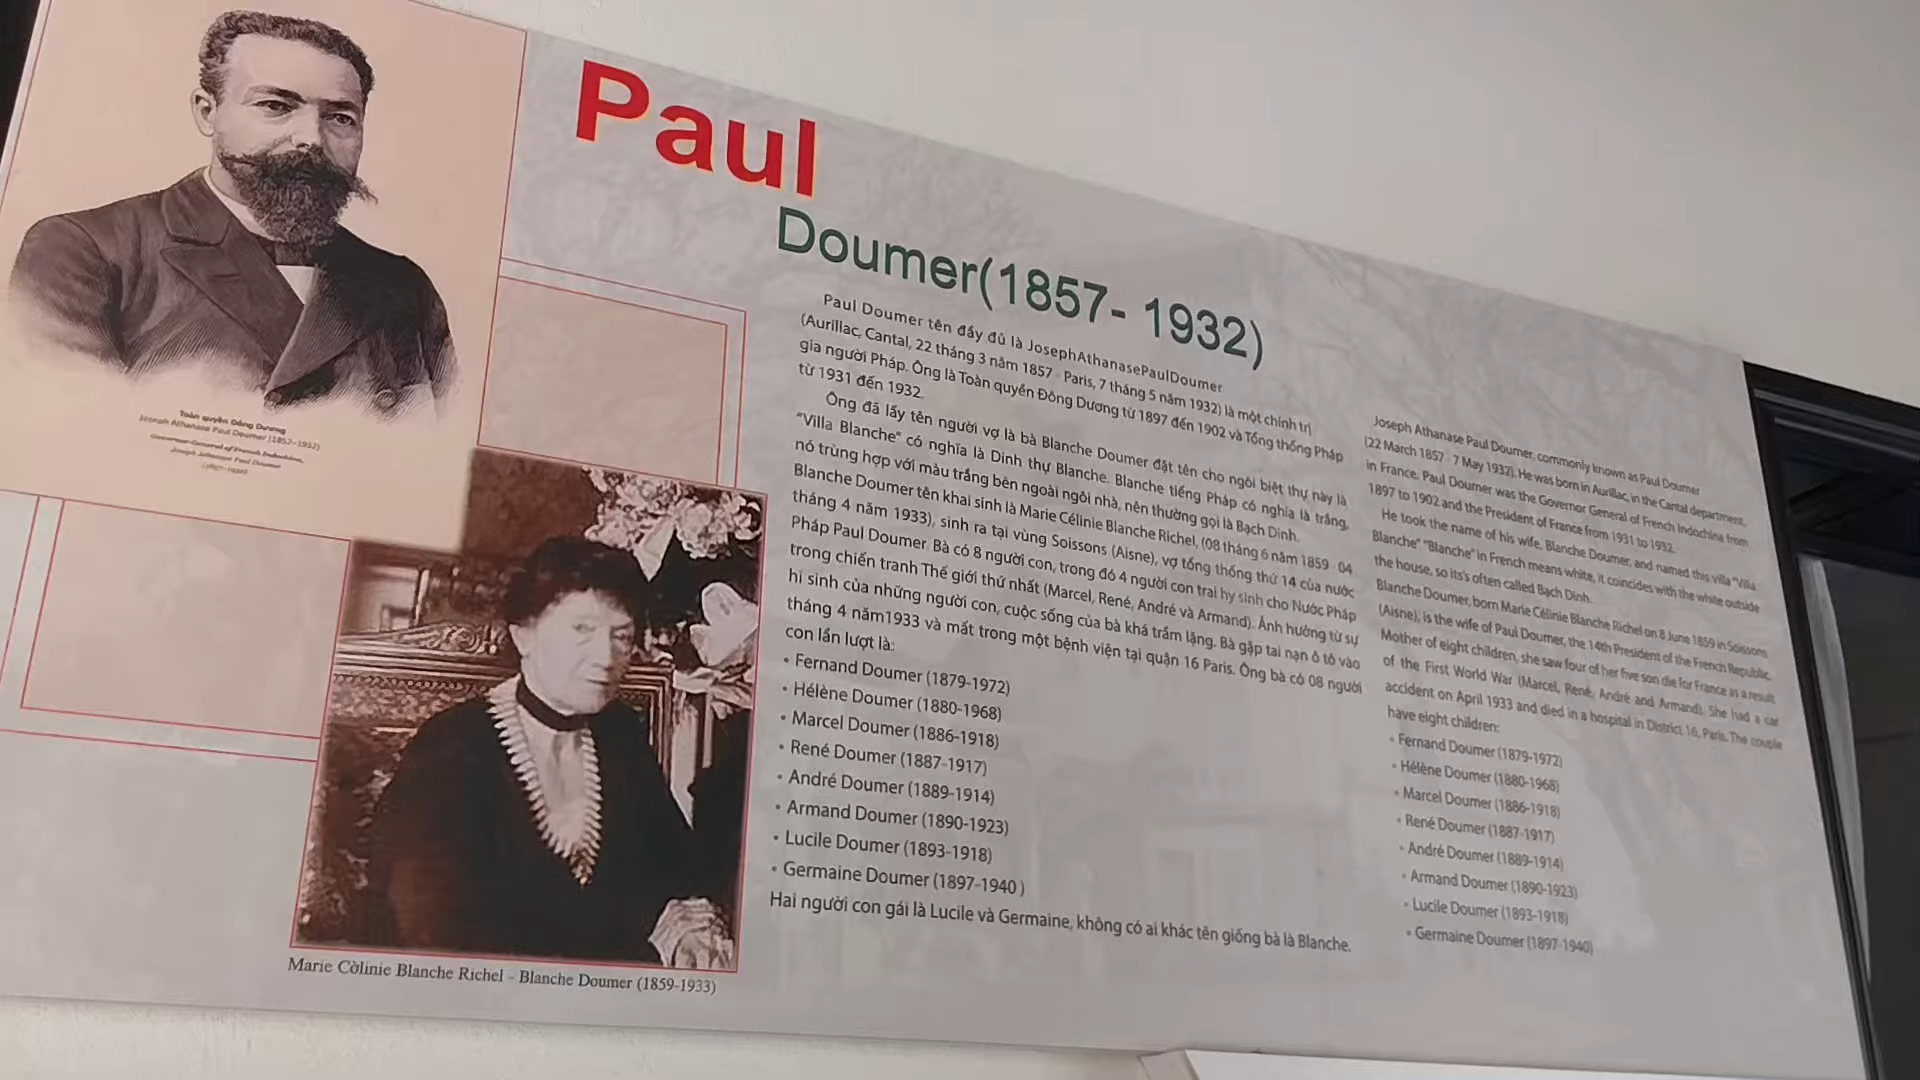 Paul
Doumer(1857- 1932)
Toàn quyền Đông Dương
Joseph Athanase Paul Doumer (1857-1932)
Governor-General of French Indochina,
Joseph Athanase Paul Doumer
Paul Doumer tên đầy đủ là JosephAthanasePaulDoumer
(Aurillac, Cantal, 22 tháng 3 năm 1857 - Paris, 7 tháng 5 năm 1932) là một chính trị
gia người Pháp. Ông là Toàn quyền Đông Dương từ 1897 đến 1902 và Tổng thống Pháp
từ 1931 đến 1932.
Ông đã lấy tên người vợ là bà Blanche Doumer đặt tên cho ngôi biệt thự này là
"Villa Blanche" có nghĩa là Dinh thự Blanche. Blanche tiếng Pháp có nghĩa là trắng,
nó trùng hợp với màu trắng bên ngoài ngôi nhà, nên thường gọi là Bạch Dinh.
Blanche Doumer tên khai sinh là Marie Célinie Blanche Richel, (08 tháng 6 năm 1859 - 04
tháng 4 năm 1933), sinh ra tại vùng Soissons (Aisne), vợ tổng thống thứ 14 của nước
Pháp Paul Doumer. Bà có 8 người con, trong đó 4 người con trai hy sinh cho Nước Pháp
trong chiến tranh Thế giới thứ nhất (Marcel, René, André và Armand). Ảnh hưởng từ sự
hi sinh của những người con, cuộc sống của bà khá trầm lặng. Bà gặp tai nạn ô tô vào
tháng 4 năm1933 và mất trong một bệnh viện tại quận 16 Paris. Ông bà có 08 người
con lần lượt là:
• Fernand Doumer (1879-1972)
• Hélène Doumer (1880-1968)
• Marcel Doumer (1886-1918)
• René Doumer (1887-1917)
• André Doumer (1889-1914)
• Armand Doumer (1890-1923)
• Lucile Doumer (1893-1918)
• Germaine Doumer (1897-1940 )
Hai người con gái là Lucile và Germaine, không có ai khác tên giống bà là Blanche.
Joseph Athanase Paul Doumer, commonly known as Paul Doumer
(22 March 1857 - 7 May 1932). He was born in Aurillac, in the Cantal department,
in France. Paul Doumer was the Governor General of French Indochina from
1897 to 1902 and the President of France from 1931 to 1932.
He took the name of his wife, Blanche Doumer, and named this villa "Villa
Blanche" "Blanche" in French means white, it coincides with the white outside
the house, so its's often called Bạch Dinh.
Blanche Doumer, born Marie Célinie Blanche Richel on 8 June 1859 in Soissons
(Aisne), is the wife of Paul Doumer, the 14th President of the French Republic.
Mother of eight children, she saw four of her five son die for France as a result
of the First World War (Marcel, René, André and Armand). She had a car
accident on April 1933 and died in a hospital in District 16, Paris. The couple
have eight children:
• Fernand Doumer (1879-1972)
• Hélène Doumer (1880-1968)
• Marcel Doumer (1886-1918)
• René Doumer (1887-1917)
• André Doumer (1889-1914)
• Armand Doumer (1890-1923)
• Lucile Doumer (1893-1918)
• Germaine Doumer (1897-1940)
Marie Còlinie Blanche Richel - Blanche Doumer (1859-1933)